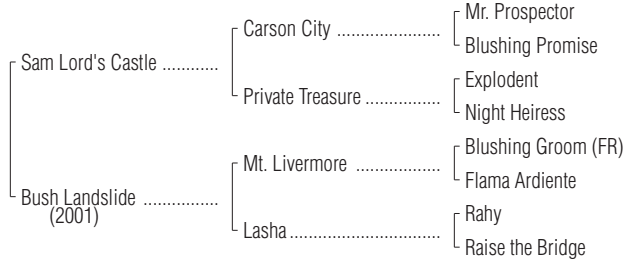 Mr. Prospector
Carson City ..................
Blushing Promise
Sam Lord's Castle ............
Explodent
Private Treasure .................
Night Heiress
Blushing Groom (FR)
Mt. Livermore ...................
Flama Ardiente
Bush Landslide ................
(2001)
Rahy
Lasha ..................................
Raise the Bridge